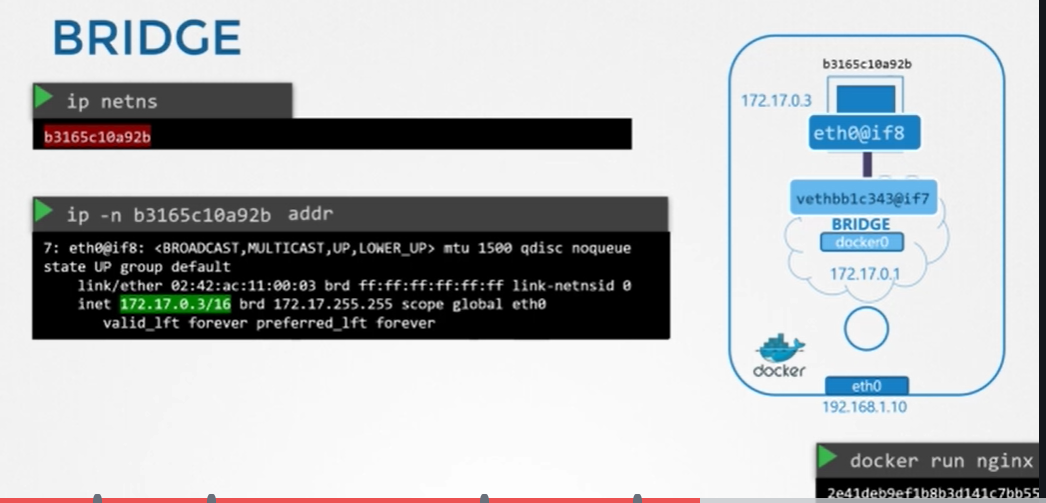 BRIDGE
ip netns
b3165c10a92b
ip -n b3165c10a92b addr
7: eth0@if8: <BROADCAST,MULTICAST,UP,LOWER_UP> mtu 1500 qdisc noqueue
state UP group default
link/ether 02:42:ac:11:00:03 brd ff:ff:ff:ff:ff:ff link-netnsid 0
inet 172.17.0.3/16 brd 172.17.255.255 scope global eth0
valid_lft forever preferred_lft forever
b3165c10a92b
172.17.0.3
eth0@if8
vethbb1c343@if7
BRIDGE
docker0
172.17.0.1
docker
eth0
192.168.1.10
docker run nginx
2e41deb9ef1b8b3d141c7bb55